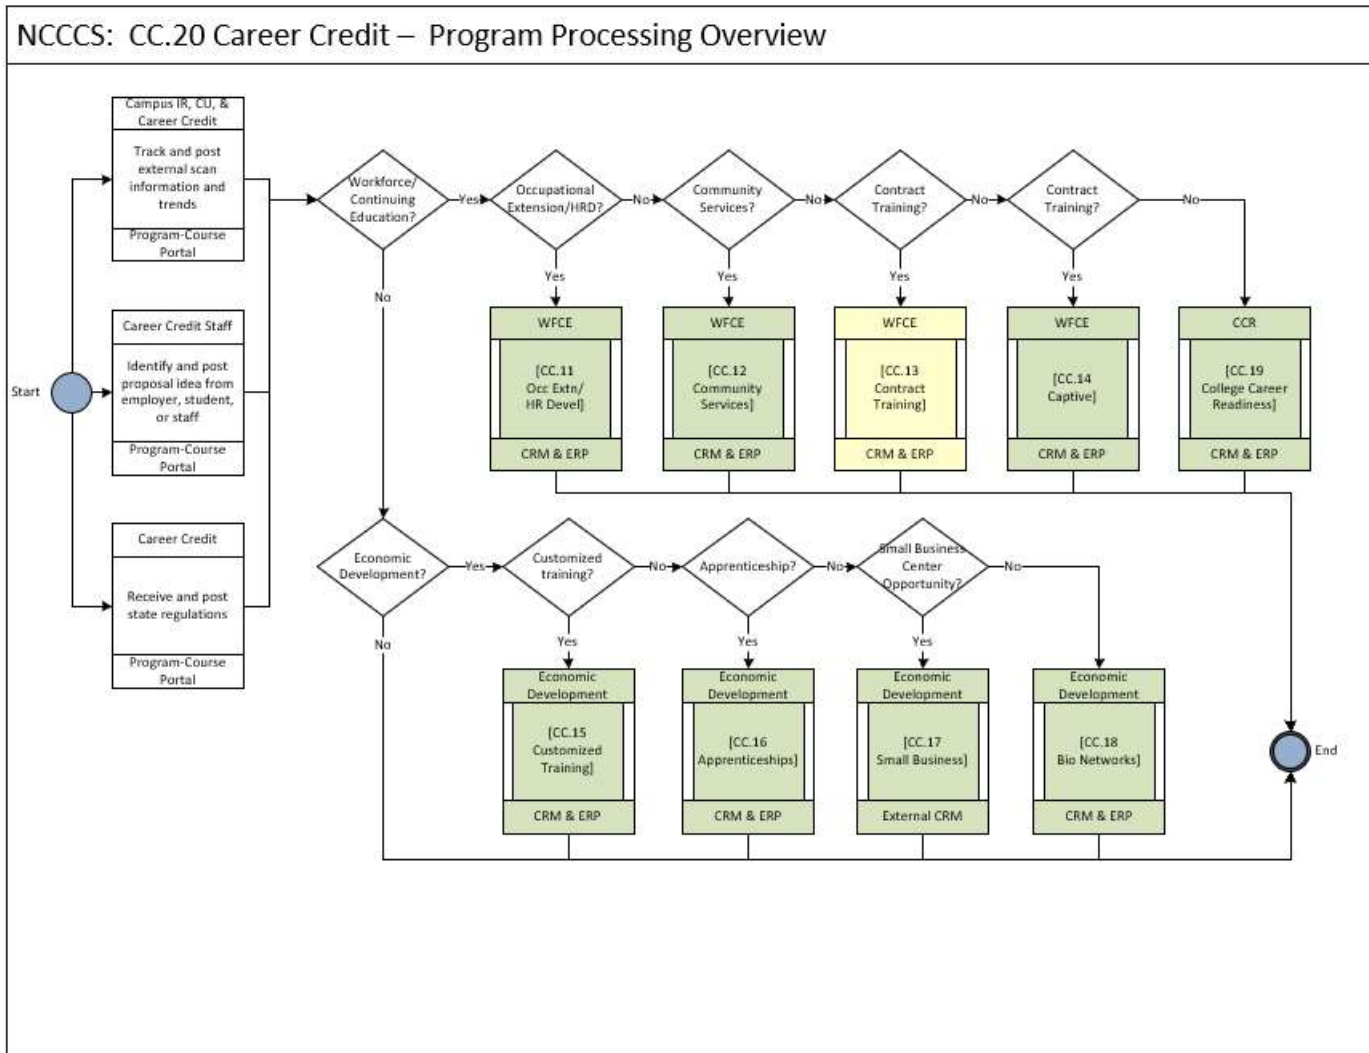 NCCCS:  CC.20 Career Credit –  Program Processing Overview
Campus IR, CU, &
Career Credit
Track and post
external scan
information and
trends
Program-Course
Portal
Workforce/
Continuing
Education?
Yes
Occupational
Extension/HRD?
No
Community
Services?
No
Contract
Training?
No
Contract
Training?
No
No
Yes
Yes
Yes
Yes
Start
Career Credit Staff
Identify and post
proposal idea from
employer, student,
or staff
Program-Course
Portal
WFCE
[CC.11
Occ Extn/
HR Devel]
CRM & ERP
WFCE
[CC.12
Community
Services]
CRM & ERP
WFCE
[CC.13
Contract
Training]
CRM & ERP
WFCE
[CC.14
Captive]
CRM & ERP
CCR
[CC.19
College Career
Readiness]
CRM & ERP
Career Credit
Receive and post
state regulations
Program-Course
Portal
Economic
Development?
Yes
Customized
training?
No
Apprenticeship?
No
Small Business
Center
Opportunity?
No
No
Yes
Yes
Yes
Economic
Development
[CC.15
Customized
Training]
CRM & ERP
Economic
Development
[CC.16
Apprenticeships]
CRM & ERP
Economic
Development
[CC.17
Small Business]
External CRM
Economic
Development
[CC.18
Bio Networks]
CRM & ERP
End